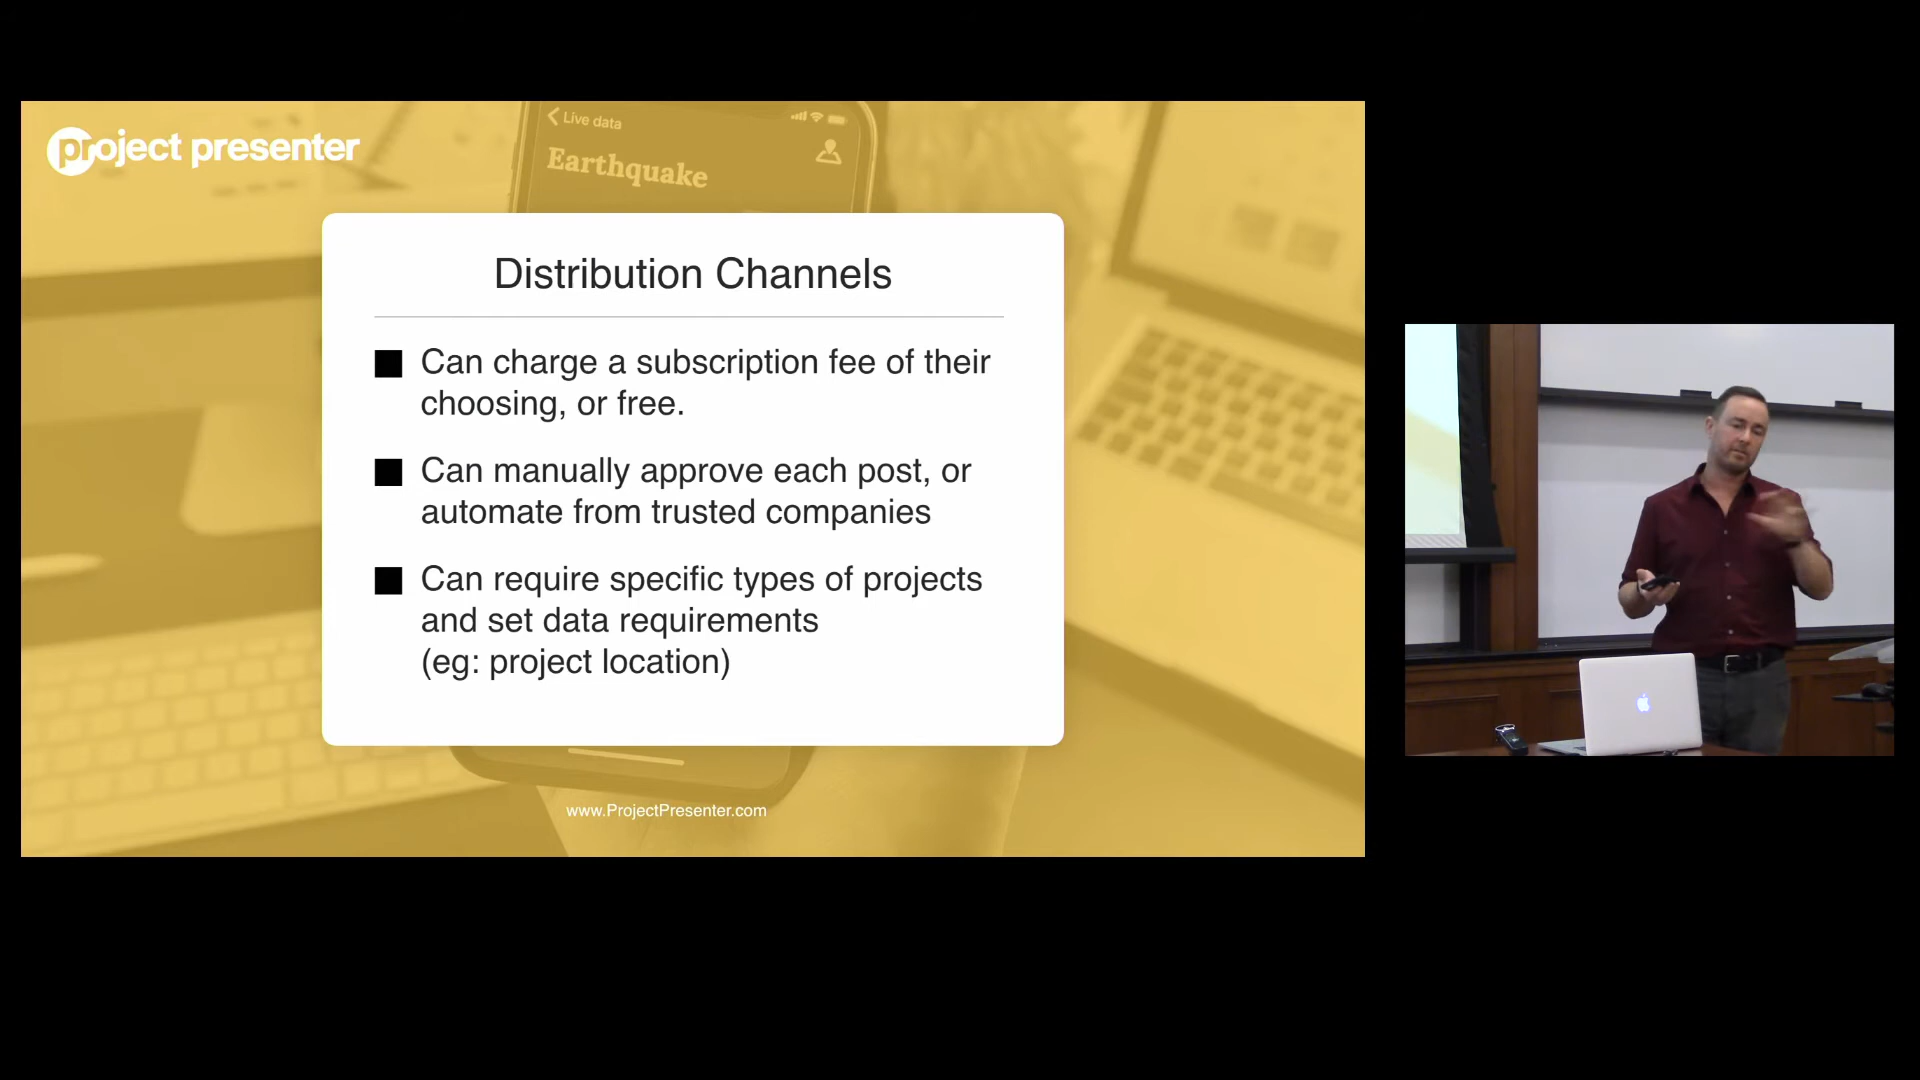 project presenter
Live data
Earthquake
Distribution Channels
Can charge a subscription fee of their
choosing, or free.
Can manually approve each post, or
automate from trusted companies
Can require specific types of projects
and set data requirements
(eg: project location)
www.ProjectPresenter.com